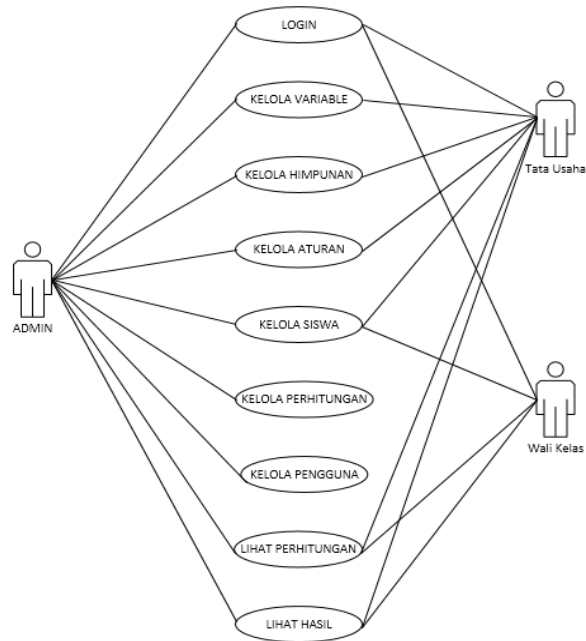 LOGIN
KELOLA VARIABLE
Tata Usaha
KELOLA HIMPUNAN
KELOLA ATURAN
ADMIN
KELOLA SISWA
KELOLA PERHITUNGAN
Wali Kelas
KELOLA PENGGUNA
LIHAT PERHITUNGAN
LIHAT HASIL